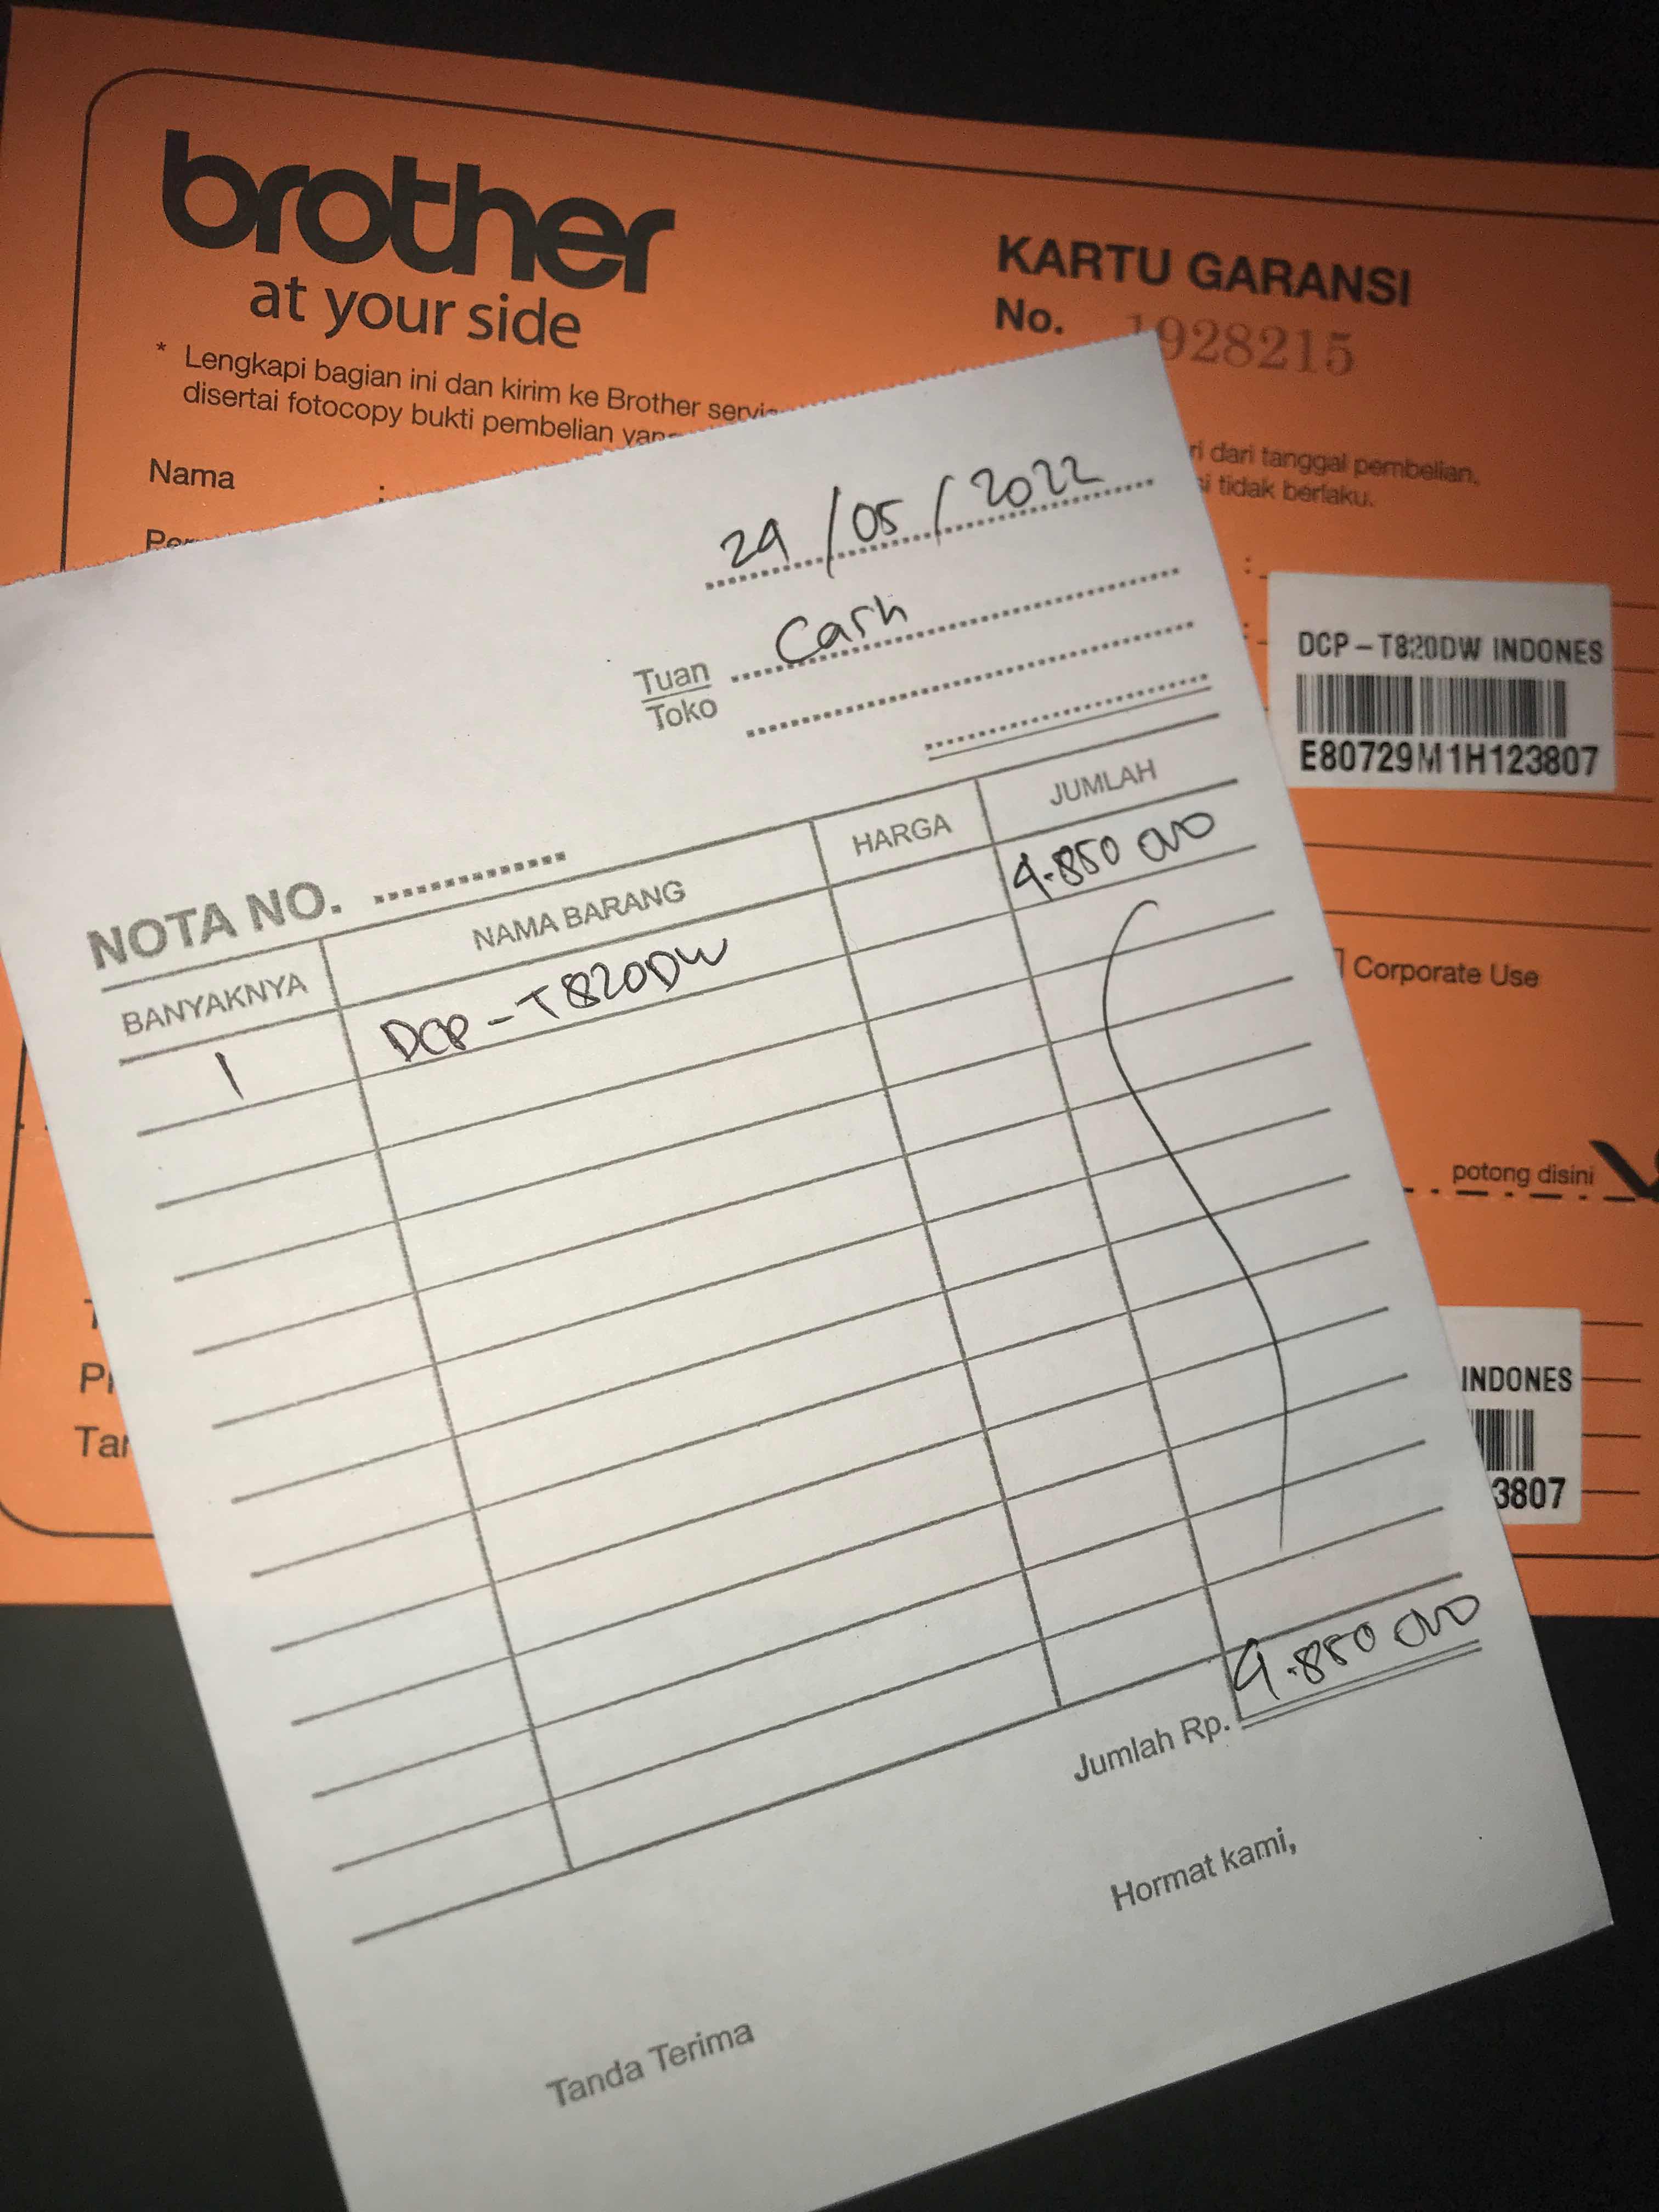 brother
at your side
KARTU GARANSI
No. 1928215
* Lengkapi bagian ini dan kirim ke Brother
disertai fotocopy bukti pembelian
dari tanggal pembelian,
tidak berlaku.
Nama :
DCP-T820DW INDONES
E80729M1H123807
Corporate Use
potong disini
INDONES
3807
29/05/2022
Tuan Cash
Toko
NOTA NO.
BANYAKNYA NAMA BARANG HARGA JUMLAH
1 DCP-T820DW 4.850 000
Jumlah Rp. 4.850 000
Tanda Terima Hormat kami,